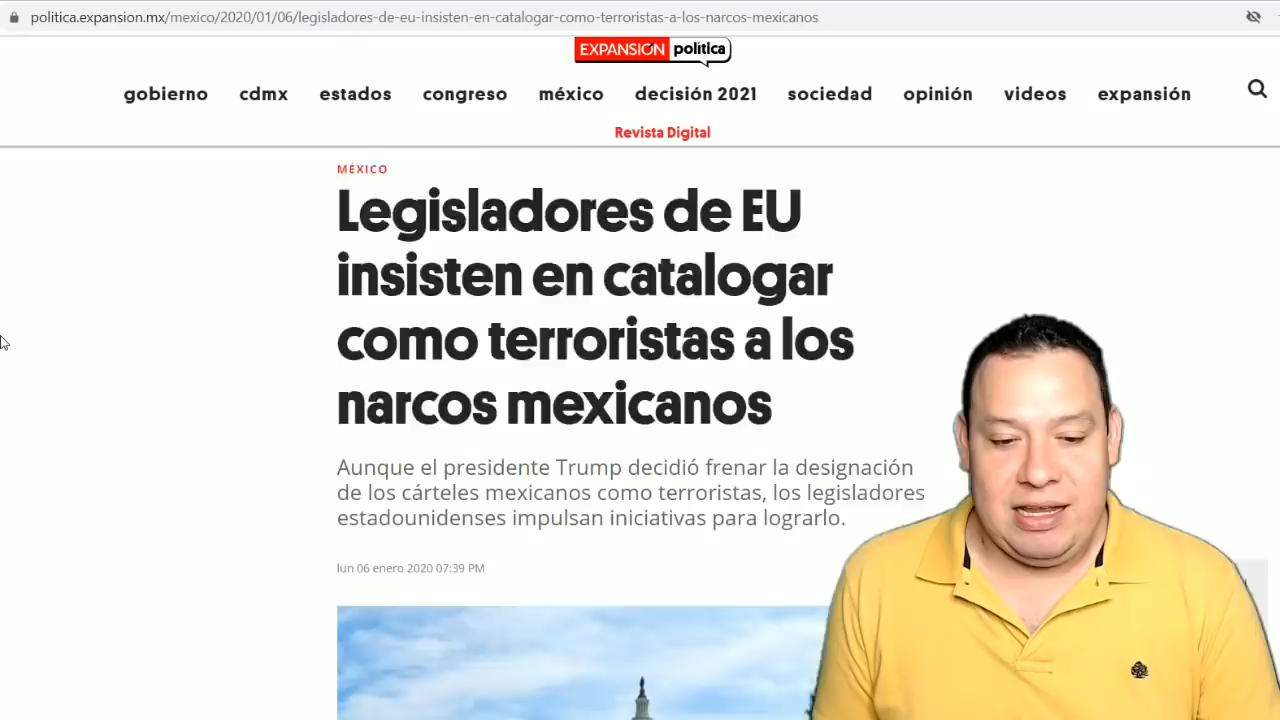 politica.expansion.mx/mexico/2020/01/06/legisladores-de-eu-insisten-en-catalogar-como-terroristas-a-los-narcos-mexicanos
EXPANSIÓN política
gobierno cdmx estados congreso méxico decisión 2021 sociedad opinión videos expansión
Revista Digital
MÉXICO
Legisladores de EU
insisten en catalogar
como terroristas a los
narcos mexicanos
Aunque el presidente Trump decidió frenar la designación
de los cárteles mexicanos como terroristas, los legisladores
estadounidenses impulsan iniciativas para lograrlo.
lun 06 enero 2020 07:39 PM